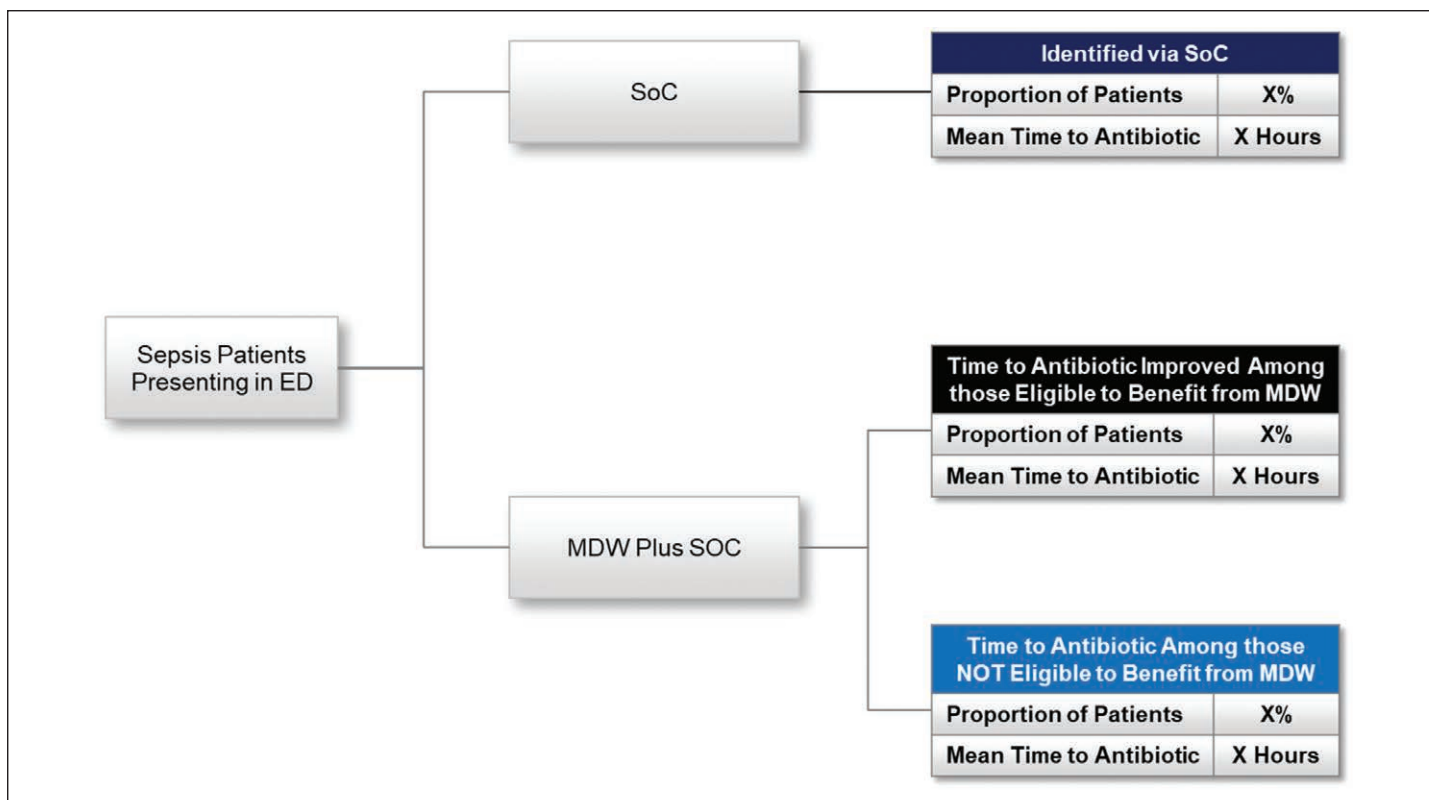 SoC
Identified via SoC
Proportion of Patients X%
Mean Time to Antibiotic X Hours
Sepsis Patients
Presenting in ED
MDW Plus SOC
Time to Antibiotic Improved Among
those Eligible to Benefit from MDW
Proportion of Patients X%
Mean Time to Antibiotic X Hours
Time to Antibiotic Among those
NOT Eligible to Benefit from MDW
Proportion of Patients X%
Mean Time to Antibiotic X Hours